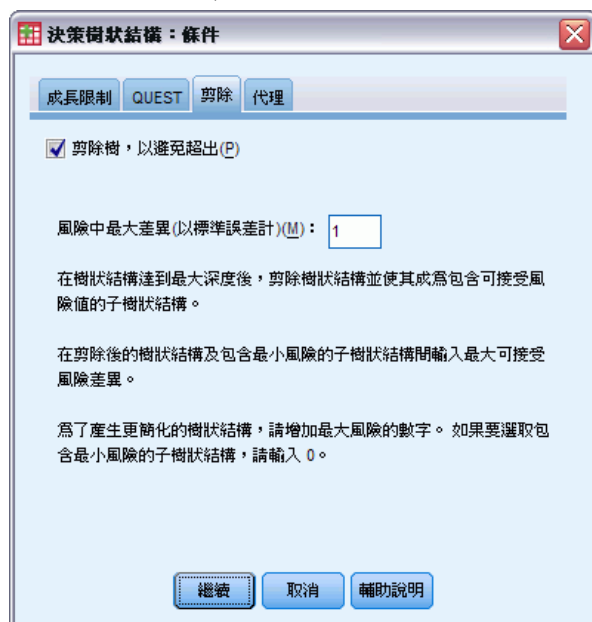 決策樹狀結構：條件
成長限制 QUEST 剪除 代理
剪除樹，以避免超出(P)
風險中最大差異(以標準誤差計)(M)： 1
在樹狀結構達到最大深度後，剪除樹狀結構並使其成為包含可接受風
險值的子樹狀結構。
在剪除後的樹狀結構及包含最小風險的子樹狀結構間輸入最大可接受
風險差異。
為了產生更簡化的樹狀結構，請增加最大風險的數字。 如果要選取包
含最小風險的子樹狀結構，請輸入 0。
繼續 取消 輔助說明